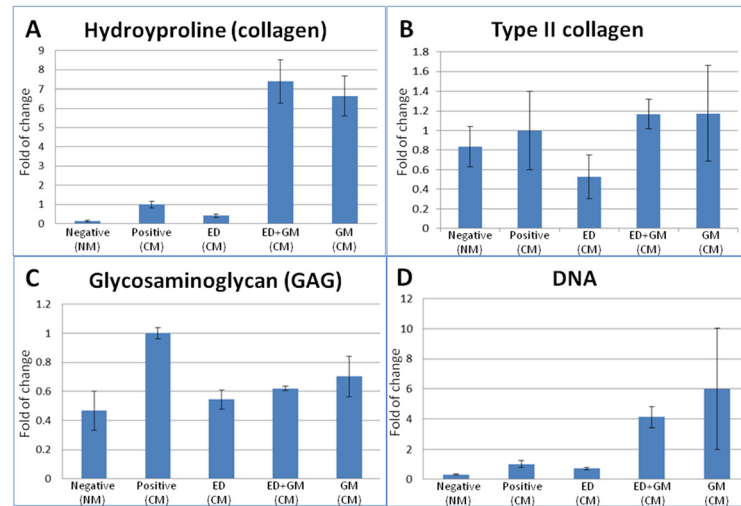 A Hydroyproline (collagen)
Fold of change
9
8
7
6
5
4
3
2
1
0
Negative (NM)
Positive (CM)
ED (CM)
ED+GM (CM)
GM (CM)
B Type II collagen
Fold of change
1.8
1.6
1.4
1.2
1
0.8
0.6
0.4
0.2
0
Negative (NM)
Positive (CM)
ED (CM)
ED+GM (CM)
GM (CM)
C Glycosaminoglycan (GAG)
Fold of change
1.2
1
0.8
0.6
0.4
0.2
0
Negative (NM)
Positive (CM)
ED (CM)
ED+GM (CM)
GM (CM)
D DNA
Fold of change
12
10
8
6
4
2
0
Negative (NM)
Positive (CM)
ED (CM)
ED+GM (CM)
GM (CM)